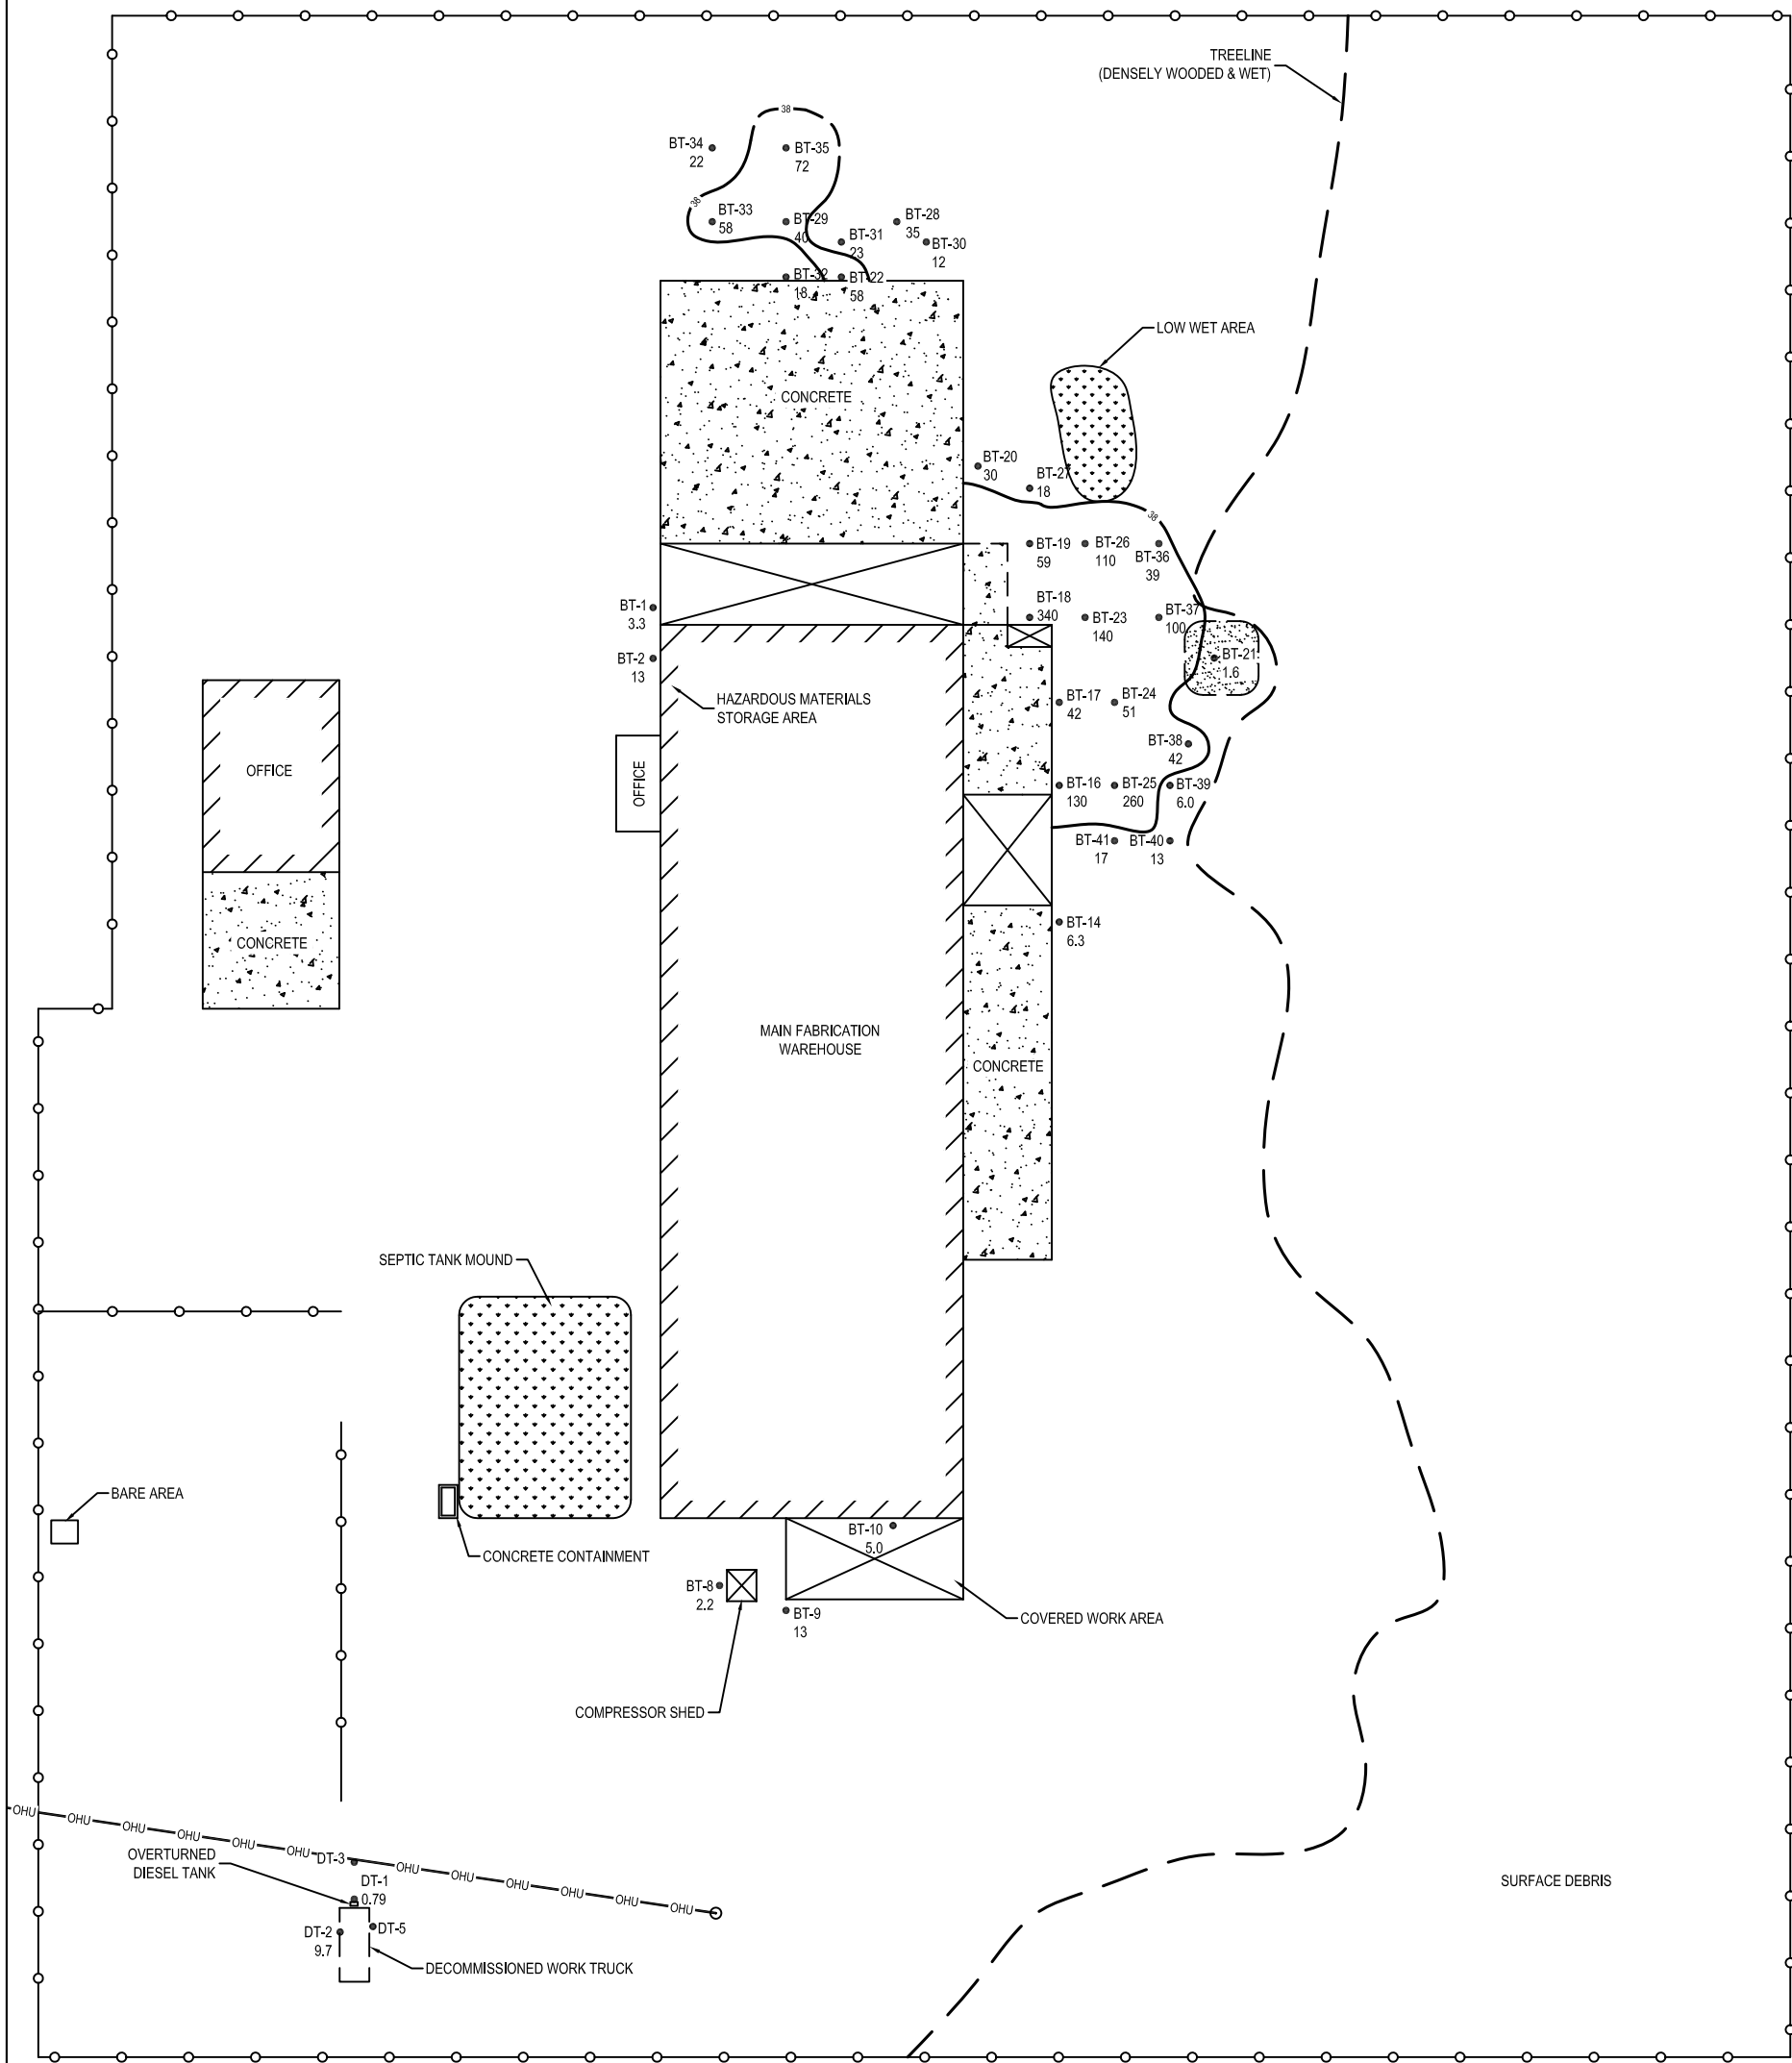 TREELINE
(DENSELY WOODED & WET)
38
BT-34
22
BT-35
72
38
BT-33
58
BT-29
40
BT-28
35
BT-31
23
BT-30
12
BT-32
18
BT-22
58
LOW WET AREA
CONCRETE
BT-20
30
BT-27
18
38
BT-19
59
BT-26
110
BT-36
39
BT-1
3.3
BT-18
340
BT-23
140
BT-37
100
BT-2
13
BT-21
1.6
HAZARDOUS MATERIALS
STORAGE AREA
BT-17
42
BT-24
51
BT-38
42
OFFICE
OFFICE
BT-16
130
BT-25
260
BT-39
6.0
BT-41
17
BT-40
13
CONCRETE
BT-14
6.3
MAIN FABRICATION
WAREHOUSE
CONCRETE
SEPTIC TANK MOUND
BARE AREA
BT-10
5.0
CONCRETE CONTAINMENT
BT-8
2.2
BT-9
13
COVERED WORK AREA
COMPRESSOR SHED
OHU OHU OHU OHU OHU OHU OHU OHU OHU OHU OHU OHU
OVERTURNED
DIESEL TANK
DT-3
DT-1
0.79
DT-2
9.7
DT-5
DECOMMISSIONED WORK TRUCK
SURFACE DEBRIS